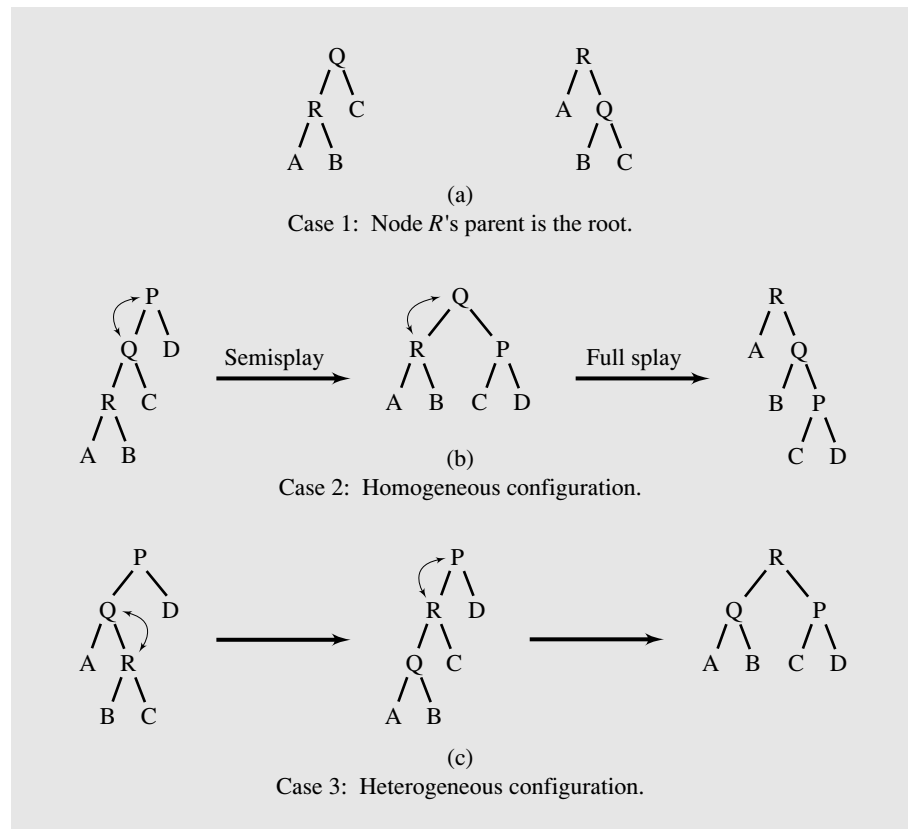 Q R
R C A Q
A B B C
(a)
Case 1: Node R's parent is the root.
P Q R
Q D Semisplay R P Full splay A Q
R C A B C D B P
A B C D
(b)
Case 2: Homogeneous configuration.
P P R
Q D R D Q P
A R Q C A B C D
B C A B
(c)
Case 3: Heterogeneous configuration.